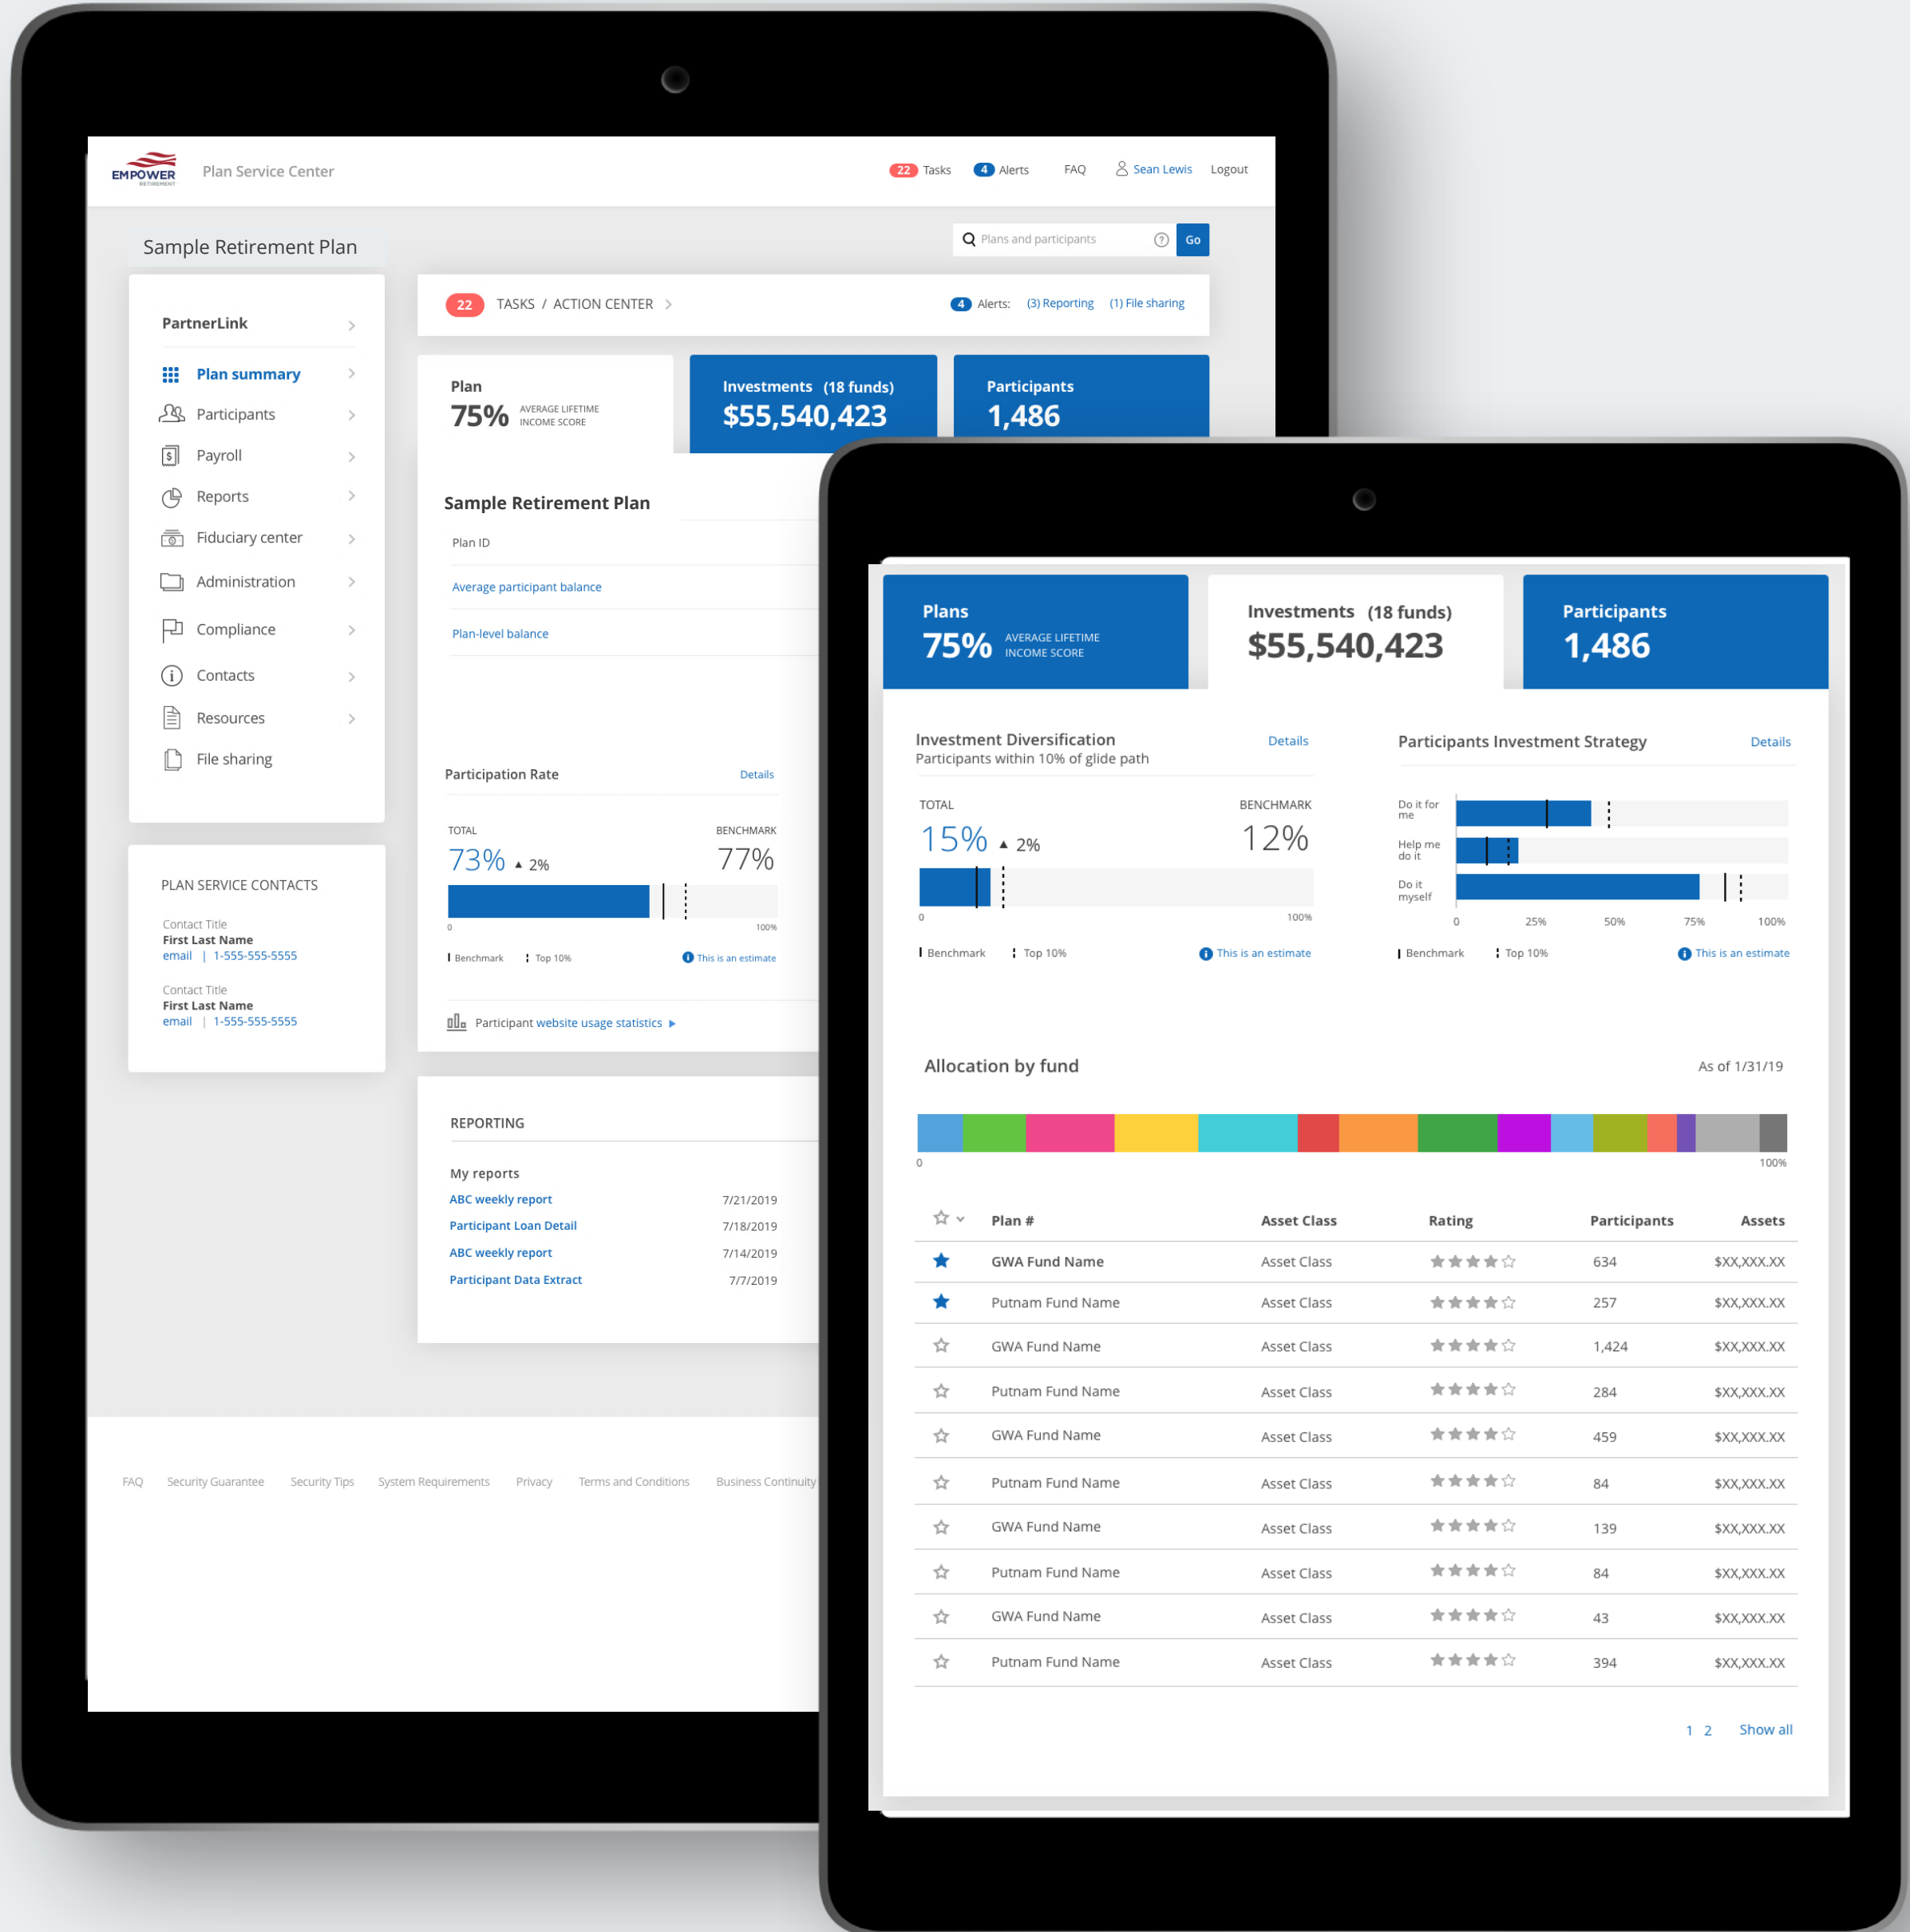 EMPOWER
RETIREMENT
Plan Service Center
22 Tasks
4 Alerts
FAQ
Sean Lewis
Logout
Sample Retirement Plan
Plans and participants
?
Go
PartnerLink
Plan summary
Participants
Payroll
Reports
Fiduciary center
Administration
Compliance
Contacts
Resources
File sharing
PLAN SERVICE CONTACTS
Contact Title
First Last Name
email | 1-555-555-5555
Contact Title
First Last Name
email | 1-555-555-5555
22 TASKS / ACTION CENTER >
4 Alerts: (3) Reporting (1) File sharing
Plan
75% AVERAGE LIFETIME
INCOME SCORE
Investments (18 funds)
$55,540,423
Participants
1,486
Sample Retirement Plan
Plan ID
Average participant balance
Plan-level balance
Participation Rate Details
TOTAL BENCHMARK
73% ▲ 2% 77%
0 100%
Benchmark Top 10% This is an estimate
Participant website usage statistics
REPORTING
My reports
ABC weekly report 7/21/2019
Participant Loan Detail 7/18/2019
ABC weekly report 7/14/2019
Participant Data Extract 7/7/2019
FAQ Security Guarantee Security Tips System Requirements Privacy Terms and Conditions Business Continuity
Plans
75% AVERAGE LIFETIME
INCOME SCORE
Investments (18 funds)
$55,540,423
Participants
1,486
Investment Diversification Details
Participants within 10% of glide path
TOTAL BENCHMARK
15% ▲ 2% 12%
0 100%
Benchmark Top 10% This is an estimate
Participants Investment Strategy Details
Do it for
me
Help me
do it
Do it
myself
0 25% 50% 75% 100%
Benchmark Top 10% This is an estimate
Allocation by fund As of 1/31/19
0 100%
Plan # Asset Class Rating Participants Assets
GWA Fund Name Asset Class 634 $XX,XXX.XX
Putnam Fund Name Asset Class 257 $XX,XXX.XX
GWA Fund Name Asset Class 1,424 $XX,XXX.XX
Putnam Fund Name Asset Class 284 $XX,XXX.XX
GWA Fund Name Asset Class 459 $XX,XXX.XX
Putnam Fund Name Asset Class 84 $XX,XXX.XX
GWA Fund Name Asset Class 139 $XX,XXX.XX
Putnam Fund Name Asset Class 84 $XX,XXX.XX
GWA Fund Name Asset Class 43 $XX,XXX.XX
Putnam Fund Name Asset Class 394 $XX,XXX.XX
1 2 Show all